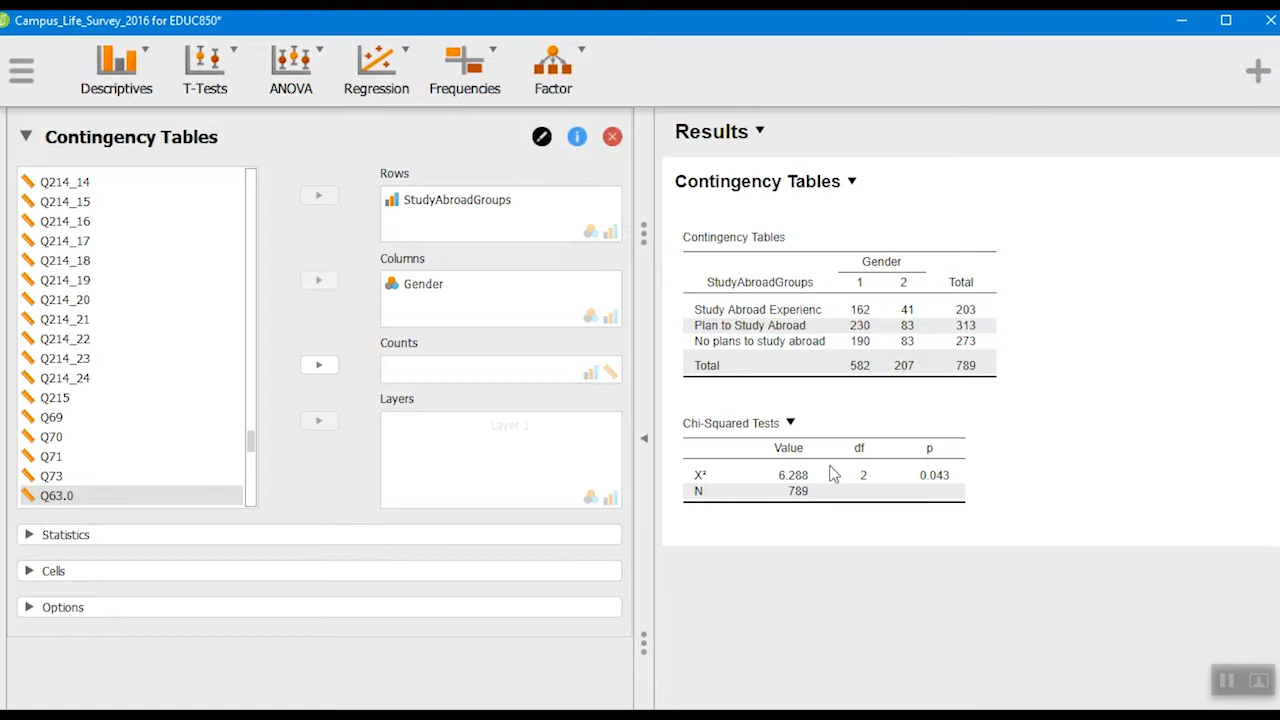 Campus_Life_Survey_2016 for EDUC850*
Descriptives T-Tests ANOVA Regression Frequencies Factor
Contingency Tables
Q214_14
Q214_15
Q214_16
Q214_17
Q214_18
Q214_19
Q214_20
Q214_21
Q214_22
Q214_23
Q214_24
Q215
Q69
Q70
Q71
Q73
Q63.0
Rows
StudyAbroadGroups
Columns
Gender
Counts
Layers
Layer 1
Statistics
Cells
Options
Results
Contingency Tables
Contingency Tables
Gender
StudyAbroadGroups 1 2 Total
Study Abroad Experienc 162 41 203
Plan to Study Abroad 230 83 313
No plans to study abroad 190 83 273
Total 582 207 789
Chi-Squared Tests
Value df p
X² 6.288 2 0.043
N 789